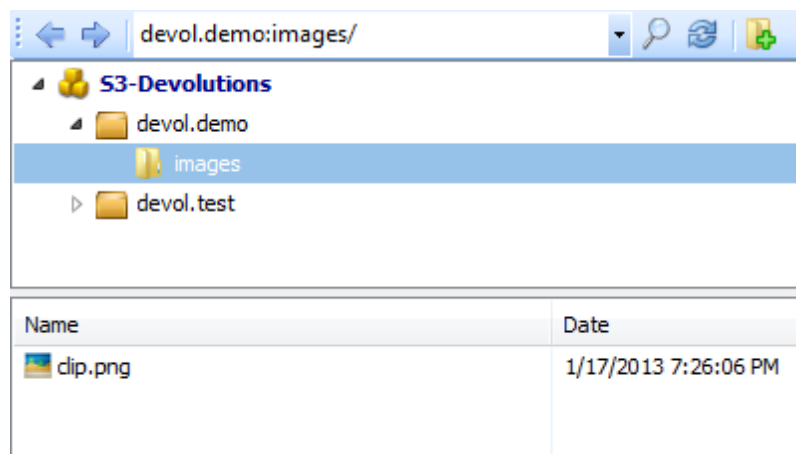 devol.demo:images/
S3-Devolutions
devol.demo
images
devol.test
Name Date
clip.png 1/17/2013 7:26:06 PM